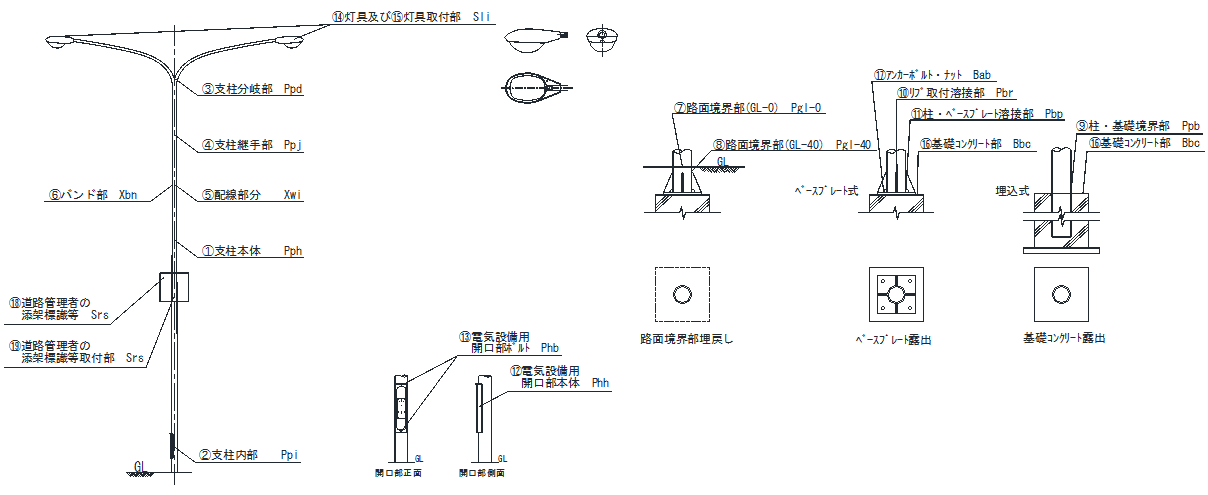 ⑭灯具及び⑮灯具取付部 Sli
③支柱分岐部 Ppd
④支柱継手部 Ppj
⑥バンド部 Xbn
⑤配線部分 Xwi
①支柱本体 Pph
⑱道路管理者の
添架標識等 Srs
⑲道路管理者の
添架標識等取付部 Srs
②支柱内部 Ppi
GL
⑬電気設備用
開口部ボルト Phb
⑫電気設備用
開口部本体 Phh
GL
GL
開口部正面
開口部側面
⑦路面境界部(GL-0) Pgl-0
⑧路面境界部(GL-40) Pgl-40
GL
⑰アンカーボルト・ナット Bab
⑩リブ取付溶接部 Pbr
⑪柱・ベースプレート溶接部 Pbp
⑯基礎コンクリート部 Bbc
ベースプレート式
⑨柱・基礎境界部 Ppb
⑯基礎コンクリート部 Bbc
埋込式
路面境界部埋戻し
ベースプレート露出
基礎コンクリート露出